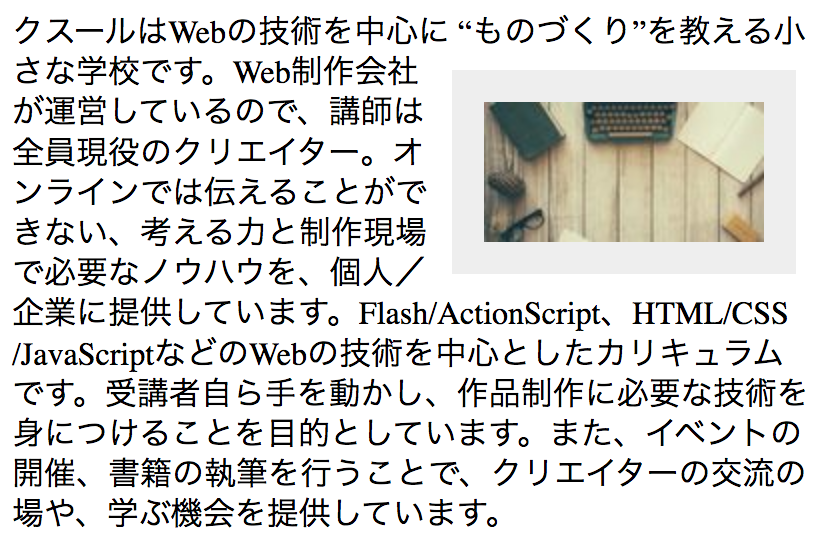 クスールはWebの技術を中心に “ものづくり”を教える小
さな学校です。Web制作会社
が運営しているので、講師は
全員現役のクリエイター。オ
ンラインでは伝えることがで
きない、考える力と制作現場
で必要なノウハウを、個人／
企業に提供しています。Flash/ActionScript、HTML/CSS
/JavaScriptなどのWebの技術を中心としたカリキュラム
です。受講者自ら手を動かし、作品制作に必要な技術を
身につけることを目的としています。また、イベントの
開催、書籍の執筆を行うことで、クリエイターの交流の
場や、学ぶ機会を提供しています。